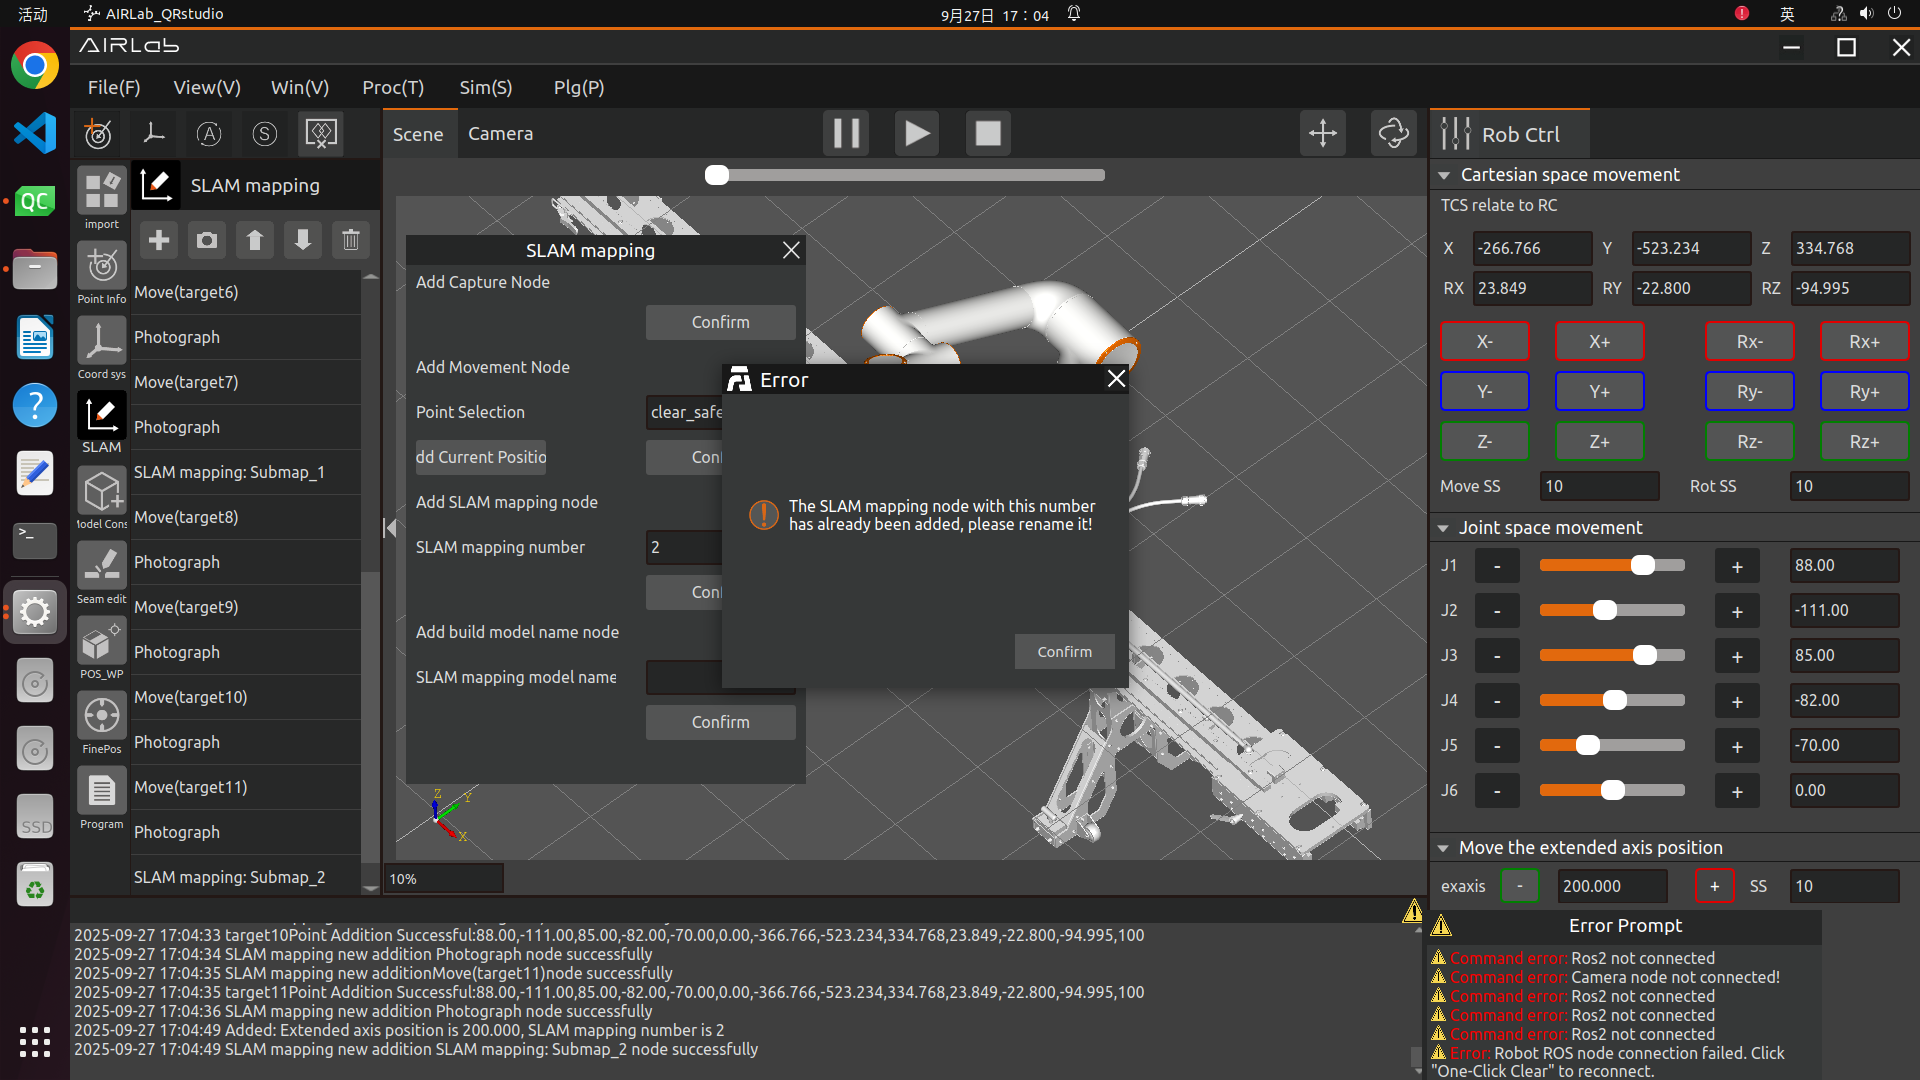 活动
AIRLab_QRstudio
9月27日 17：04
英
AIRLab
File(F)
View(V)
Win(V)
Proc(T)
Sim(S)
Plg(P)
A
S
Scene
Camera
Rob Ctrl
SLAM mapping
import
Point Info
Coord sys
SLAM
Seam edit
POS_WP
FinePos
Program
QC
SSD
Move(target6)
Photograph
Move(target7)
Photograph
SLAM mapping: Submap_1
Move(target8)
Photograph
Move(target9)
Photograph
Move(target10)
Photograph
Move(target11)
Photograph
SLAM mapping: Submap_2
SLAM mapping
Add Capture Node
Confirm
Add Movement Node
Point Selection
clear_safe
dd Current Positio
Conf
Add SLAM mapping node
SLAM mapping number
2
Conf
Add build model name node
SLAM mapping model name
Confirm
Error
The SLAM mapping node with this number
has already been added, please rename it!
Confirm
Z
Y
X
10%
Cartesian space movement
TCS relate to RC
X -266.766 Y -523.234 Z 334.768
RX 23.849 RY -22.800 RZ -94.995
X- X+ Rx- Rx+
Y- Y+ Ry- Ry+
Z- Z+ Rz- Rz+
Move SS 10 Rot SS 10
Joint space movement
J1 - + 88.00
J2 - + -111.00
J3 - + 85.00
J4 - + -82.00
J5 - + -70.00
J6 - + 0.00
Move the extended axis position
exaxis - 200.000 + SS 10
2025-09-27 17:04:33 target10Point Addition Successful:88.00,-111.00,85.00,-82.00,-70.00,0.00,-366.766,-523.234,334.768,23.849,-22.800,-94.995,100
2025-09-27 17:04:34 SLAM mapping new addition Photograph node successfully
2025-09-27 17:04:35 SLAM mapping new additionMove(target11)node successfully
2025-09-27 17:04:35 target11Point Addition Successful:88.00,-111.00,85.00,-82.00,-70.00,0.00,-366.766,-523.234,334.768,23.849,-22.800,-94.995,100
2025-09-27 17:04:36 SLAM mapping new addition Photograph node successfully
2025-09-27 17:04:49 Added: Extended axis position is 200.000, SLAM mapping number is 2
2025-09-27 17:04:49 SLAM mapping new addition SLAM mapping: Submap_2 node successfully
Error Prompt
Command error: Ros2 not connected
Command error: Camera node not connected!
Command error: Ros2 not connected
Command error: Ros2 not connected
Command error: Ros2 not connected
Error: Robot ROS node connection failed. Click
"One-Click Clear" to reconnect.